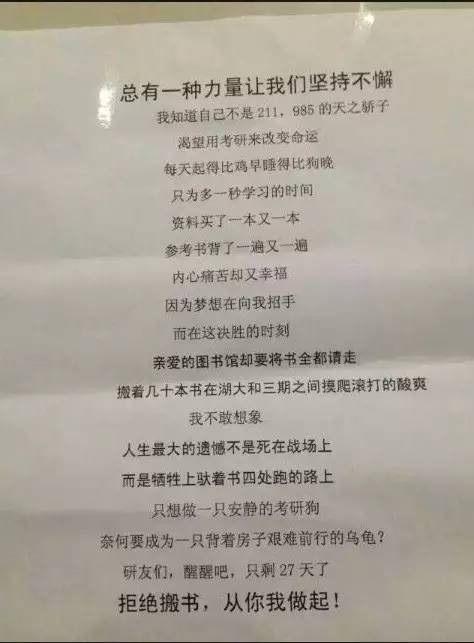 总有一种力量让我们坚持不懈
我知道自己不是211，985的天之骄子
渴望用考研来改变命运
每天起得比鸡早睡得比狗晚
只为多一秒学习的时间
资料买了一本又一本
参考书背了一遍又一遍
内心痛苦却又幸福
因为梦想在向我招手
而在这决胜的时刻
亲爱的图书馆却要将书全都请走
搬着几十本书在湖大和三期之间摸爬滚打的酸爽
我不敢想象
人生最大的遗憾不是死在战场上
而是牺牲上驮着书四处跑的路上
只想做一只安静的考研狗
奈何要成为一只背着房子艰难前行的乌龟？
研友们，醒醒吧，只剩27天了
拒绝搬书，从你我做起！